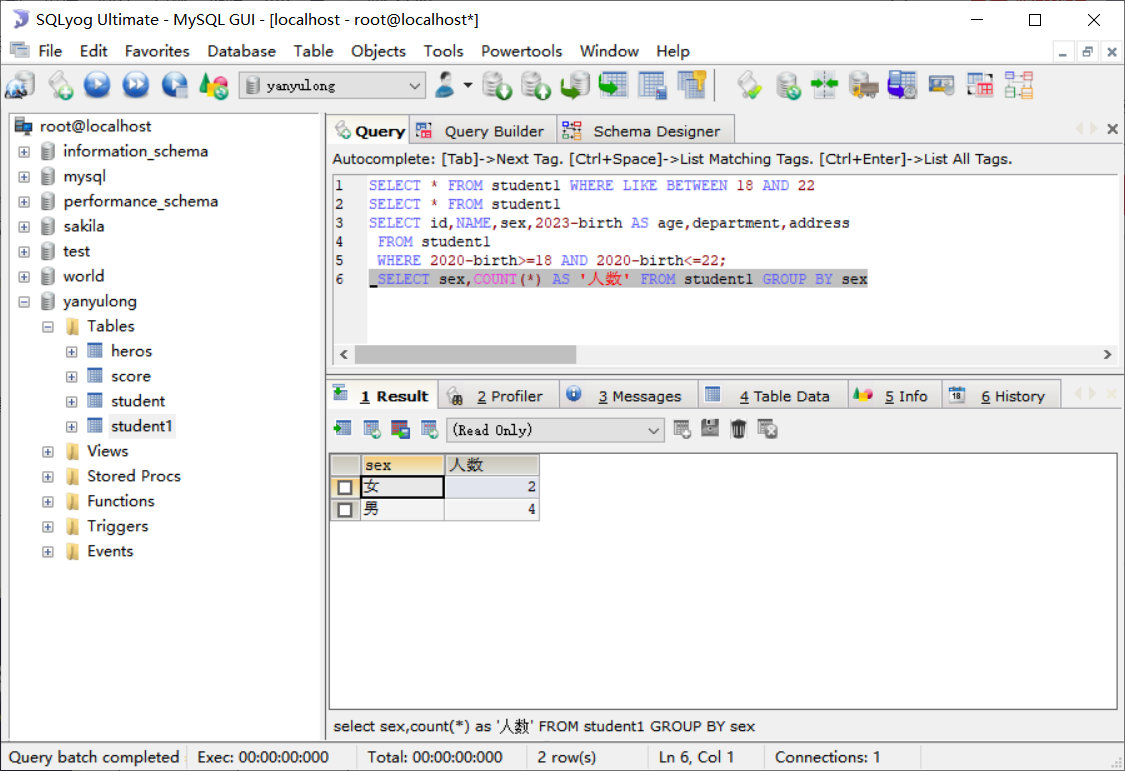 SQLyog Ultimate - MySQL GUI - [localhost - root@localhost*]
File Edit Favorites Database Table Objects Tools Powertools Window Help
yanyulong
root@localhost
information_schema
mysql
performance_schema
sakila
test
world
yanyulong
Tables
heros
score
student
student1
Views
Stored Procs
Functions
Triggers
Events
Query Query Builder Schema Designer
Autocomplete: [Tab]->Next Tag. [Ctrl+Space]->List Matching Tags. [Ctrl+Enter]->List All Tags.
1 SELECT * FROM student1 WHERE LIKE BETWEEN 18 AND 22
2 SELECT * FROM student1
3 SELECT id,NAME,sex,2023-birth AS age,department,address
4 FROM student1
5 WHERE 2020-birth>=18 AND 2020-birth<=22;
6 SELECT sex,COUNT(*) AS '人数' FROM student1 GROUP BY sex
1 Result 2 Profiler 3 Messages 4 Table Data 5 Info 18 6 History
(Read Only)
sex 人数
女 2
男 4
select sex,count(*) as '人数' FROM student1 GROUP BY sex
Query batch completed Exec: 00:00:00:000 Total: 00:00:00:000 2 row(s) Ln 6, Col 1 Connections: 1